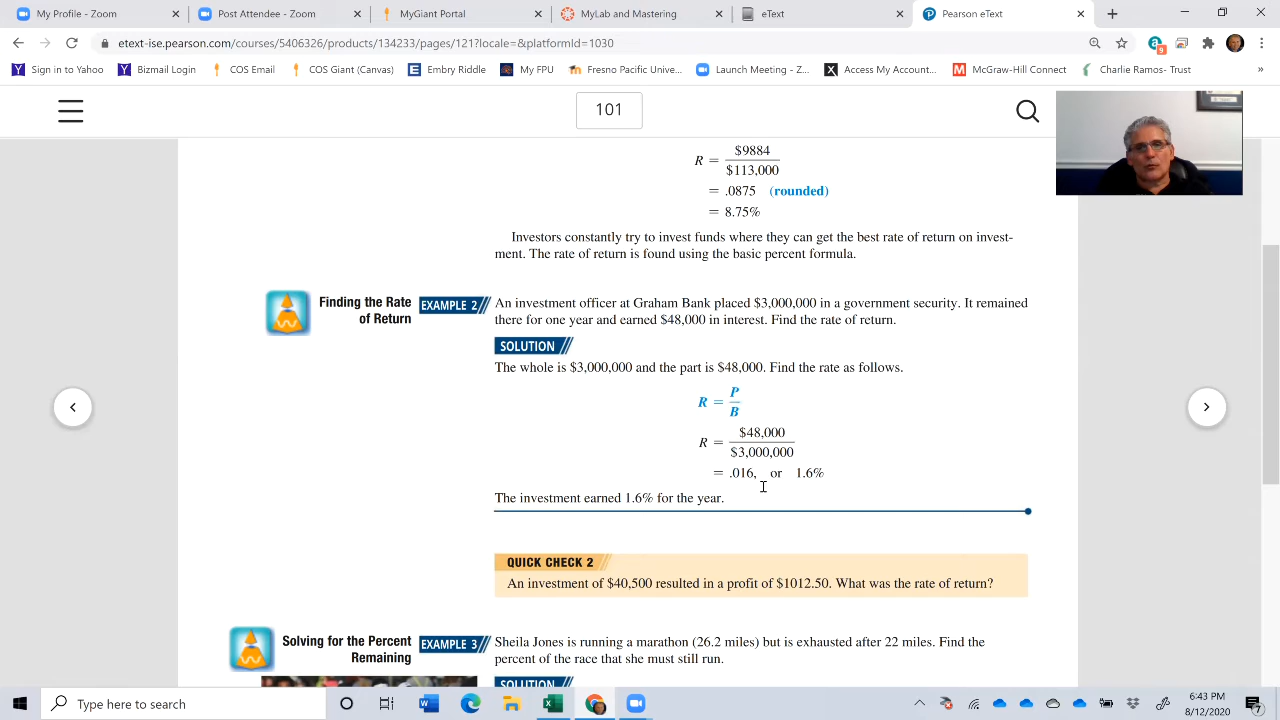 My Profile - Zoom
Post Attendee - Zoom
MyGiant Portal
MyLab and Mastering
eText
Pearson eText
etext-ise.pearson.com/courses/5406326/products/134233/pages/121?locale=&platformId=1030
9
Sign in to Yahoo
Bizmail Login
COS Email
COS Giant (Canvas)
Embry Riddle
My FPU
Fresno Pacific Unive...
Launch Meeting - Z...
Access My Account...
McGraw-Hill Connect
Charlie Ramos- Trust
»
101
R = $9884 / $113,000
= .0875 (rounded)
= 8.75%
Investors constantly try to invest funds where they can get the best rate of return on invest-
ment. The rate of return is found using the basic percent formula.
Finding the Rate
of Return
EXAMPLE 2
An investment officer at Graham Bank placed $3,000,000 in a government security. It remained
there for one year and earned $48,000 in interest. Find the rate of return.
SOLUTION
The whole is $3,000,000 and the part is $48,000. Find the rate as follows.
R = P / B
R = $48,000 / $3,000,000
= .016, or 1.6%
The investment earned 1.6% for the year.
QUICK CHECK 2
An investment of $40,500 resulted in a profit of $1012.50. What was the rate of return?
Solving for the Percent
Remaining
EXAMPLE 3
Sheila Jones is running a marathon (26.2 miles) but is exhausted after 22 miles. Find the
percent of the race that she must still run.
SOLUTION
Type here to search
6:43 PM
8/12/2020
7